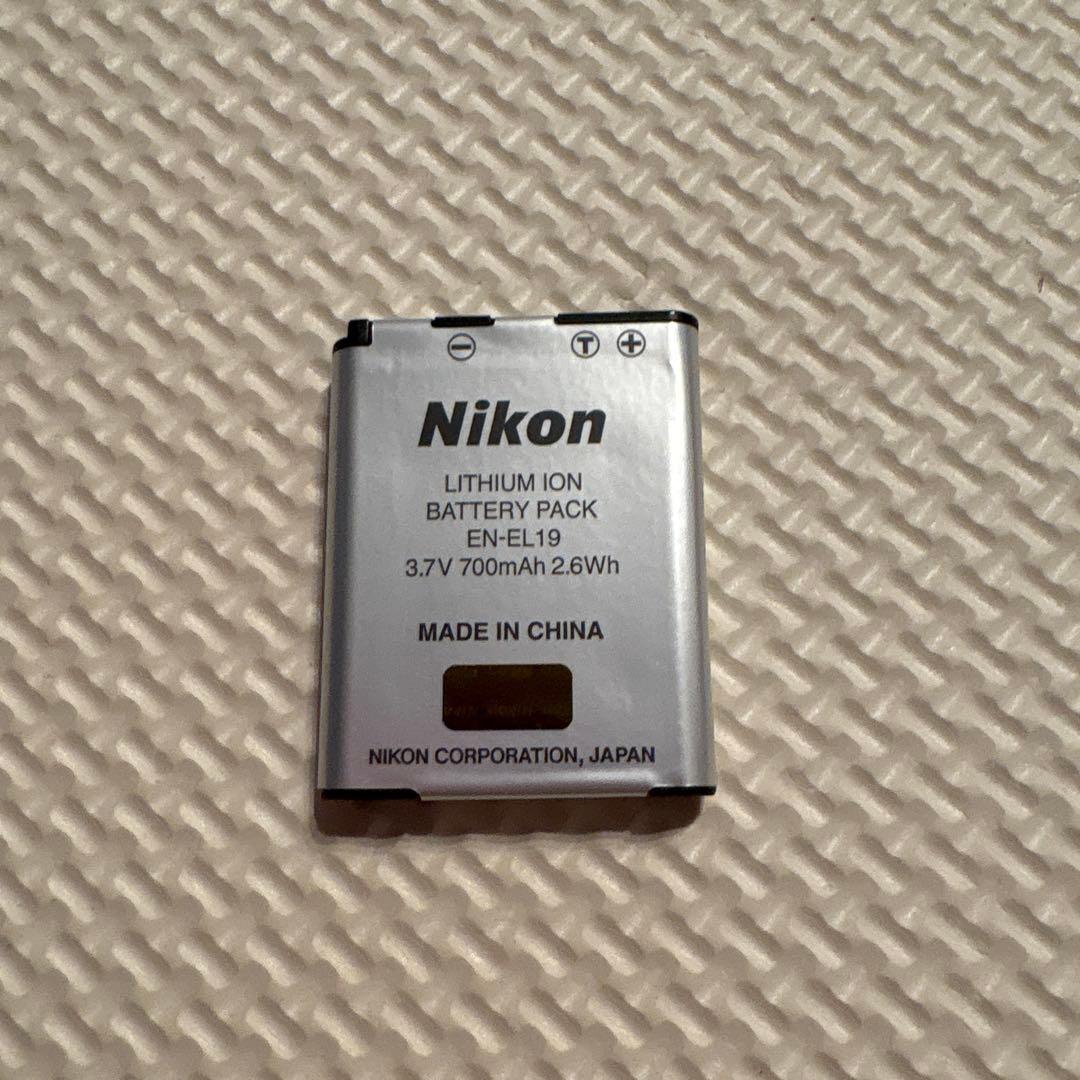 ⊖ Ⓣ ⊕
Nikon
LITHIUM ION
BATTERY PACK
EN-EL19
3.7V 700mAh 2.6Wh
MADE IN CHINA
NIKON CORPORATION, JAPAN